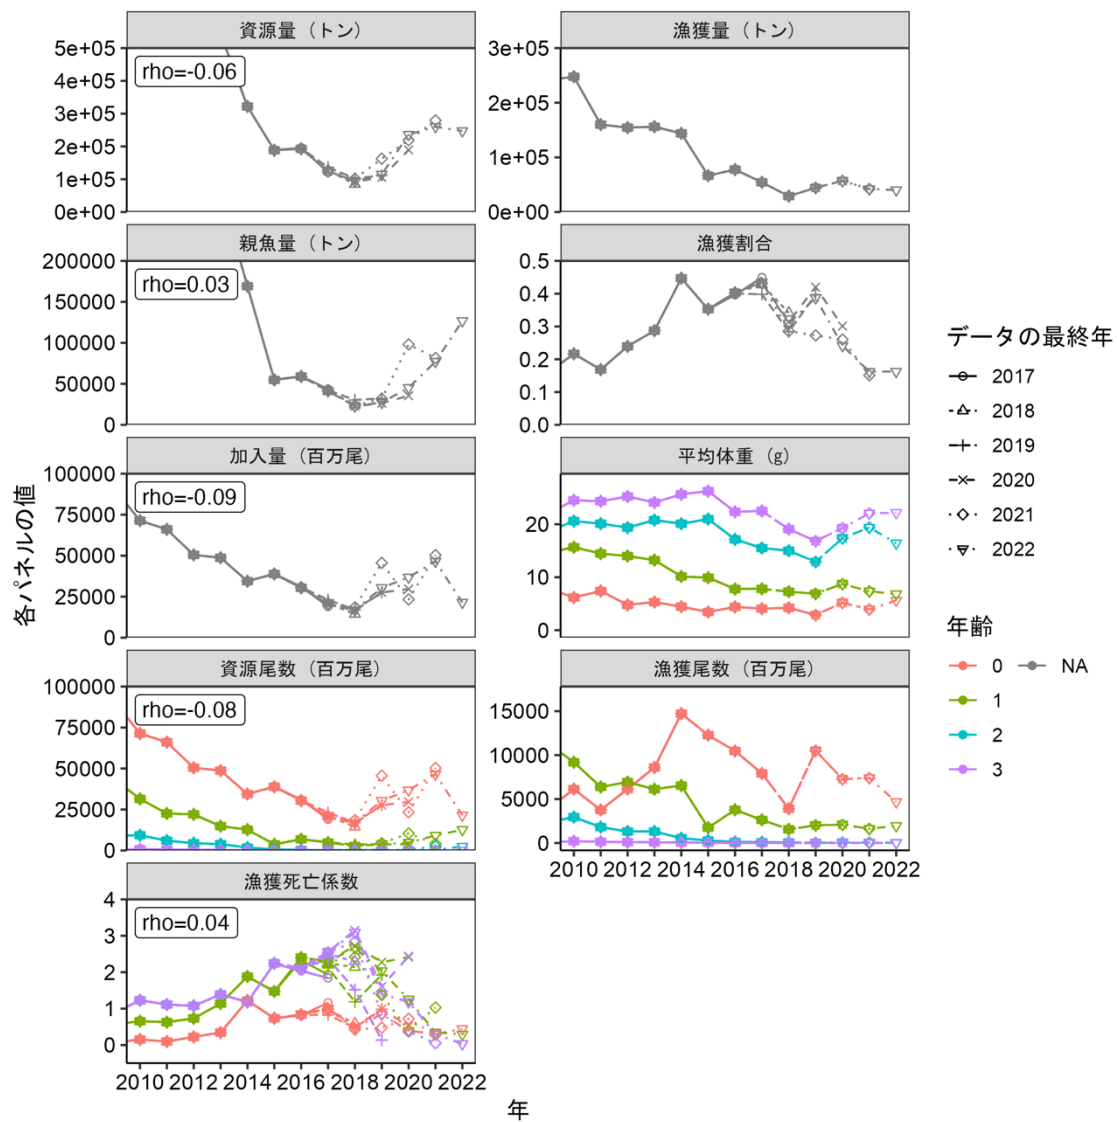 資源量（トン）
5e+05
4e+05
3e+05
2e+05
1e+05
0e+00
rho=-0.06
漁獲量（トン）
3e+05
2e+05
1e+05
0e+00
親魚量（トン）
200000
150000
100000
50000
0
rho=0.03
漁獲割合
0.5
0.4
0.3
0.2
0.1
0.0
加入量（百万尾）
100000
75000
50000
25000
0
rho=-0.09
平均体重（g）
20
10
0
資源尾数（百万尾）
100000
75000
50000
25000
0
rho=-0.08
漁獲尾数（百万尾）
15000
10000
5000
0
2010 2012 2014 2016 2018 2020 2022
漁獲死亡係数
4
3
2
1
0
rho=0.04
2010 2012 2014 2016 2018 2020 2022
年
各パネルの値
データの最終年
2017
2018
2019
2020
2021
2022
年齢
0 NA
1
2
3